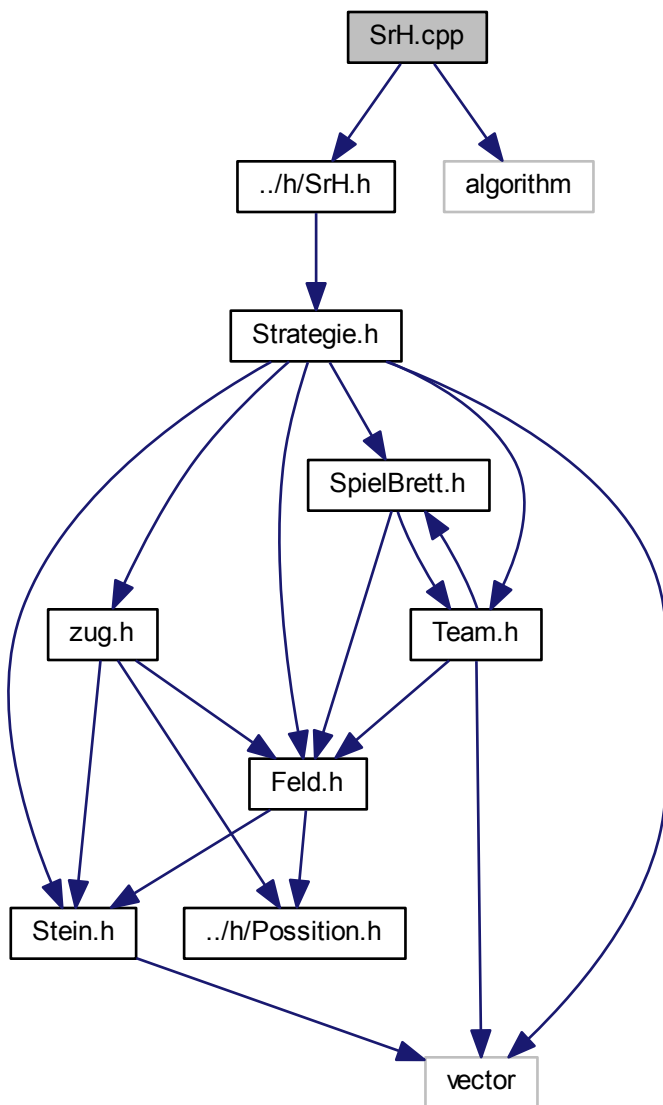 SrH.cpp
../h/SrH.h
algorithm
Strategie.h
SpielBrett.h
zug.h
Team.h
Feld.h
Stein.h
../h/Possition.h
vector